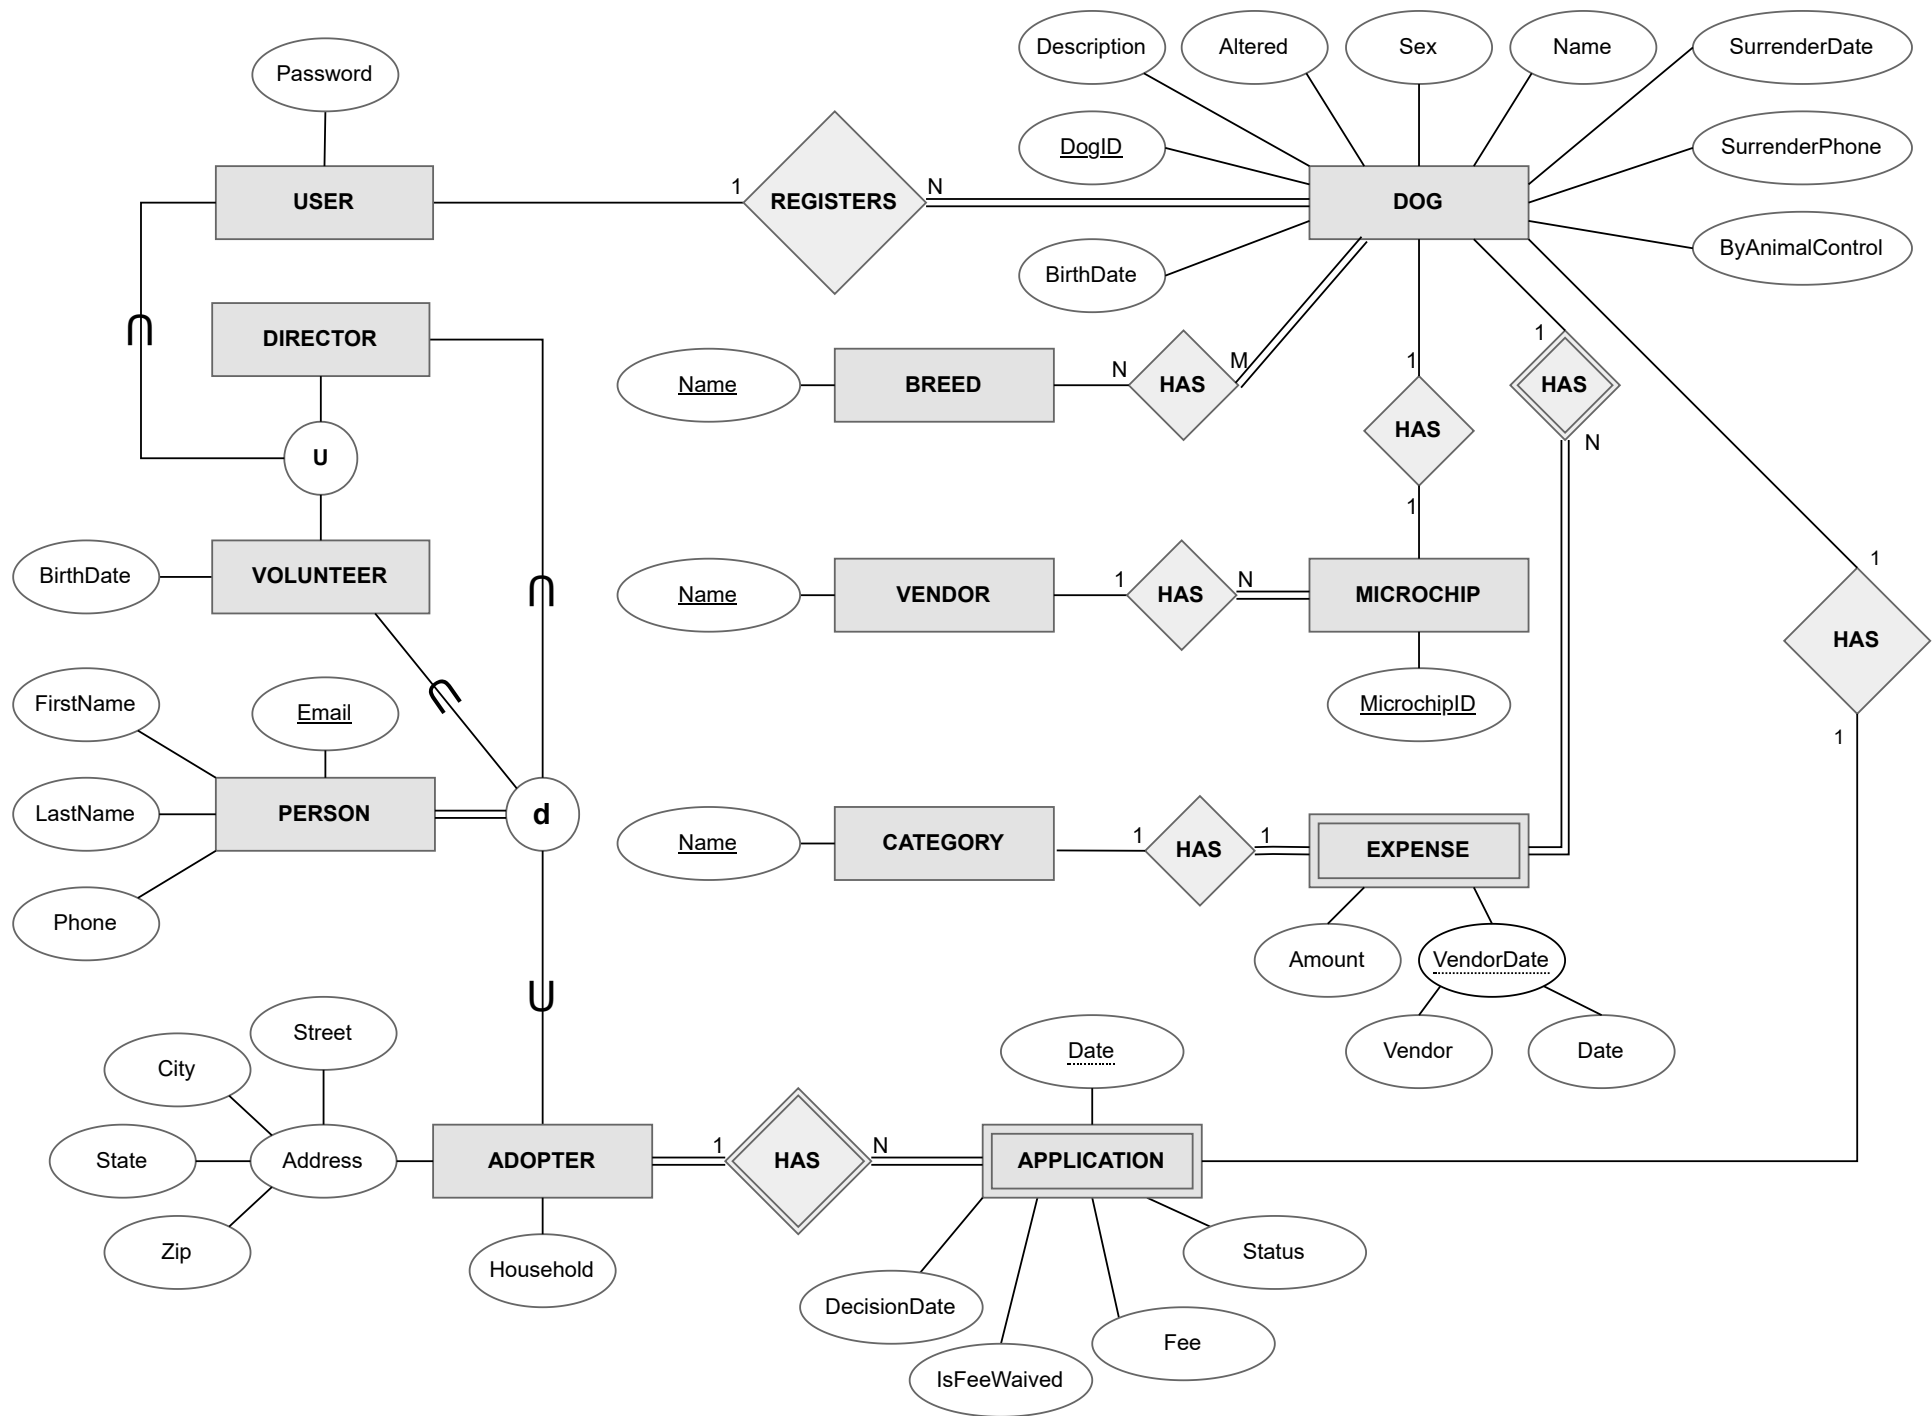 Description
Altered
Sex
Name
SurrenderDate
Password
DogID
SurrenderPhone
1
N
USER
REGISTERS
DOG
ByAnimalControl
BirthDate
⊂
DIRECTOR
1
1
M
N
Name
BREED
HAS
HAS
HAS
N
U
1
1
BirthDate
VOLUNTEER
⊂
Name
VENDOR
1
HAS
N
MICROCHIP
HAS
⊂
FirstName
Email
MicrochipID
1
LastName
PERSON
d
Name
CATEGORY
1
HAS
1
EXPENSE
Phone
Amount
VendorDate
⊂
Street
City
Date
Vendor
Date
State
Address
ADOPTER
1
HAS
N
APPLICATION
Zip
Household
Status
DecisionDate
Fee
IsFeeWaived